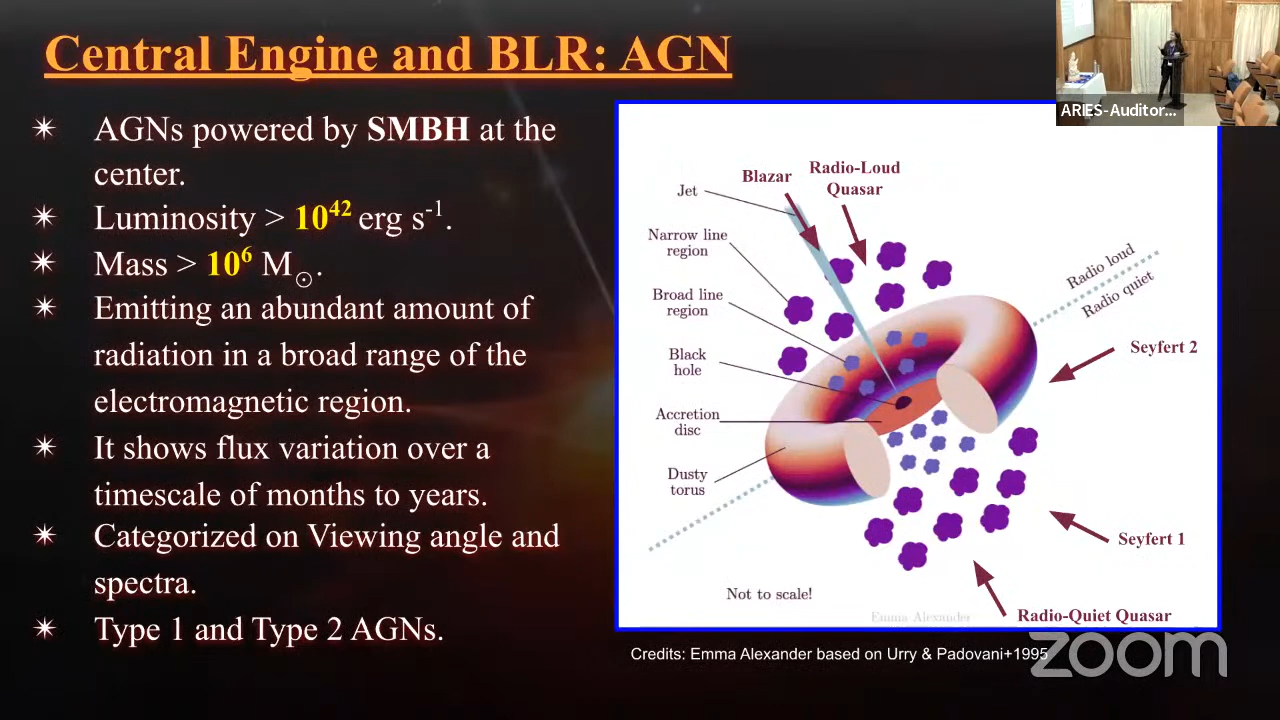 Central Engine and BLR: AGN
✴ AGNs powered by SMBH at the
center.
✴ Luminosity > 10⁴² erg s⁻¹.
✴ Mass > 10⁶ M☉.
✴ Emitting an abundant amount of
radiation in a broad range of the
electromagnetic region.
✴ It shows flux variation over a
timescale of months to years.
✴ Categorized on Viewing angle and
spectra.
✴ Type 1 and Type 2 AGNs.
ARIES-Auditor...
Blazar
Radio-Loud
Quasar
Jet
Narrow line
region
Broad line
region
Black
hole
Accretion
disc
Dusty
torus
Radio loud
Radio quiet
Seyfert 2
Seyfert 1
Radio-Quiet Quasar
Not to scale!
Emma Alexander
Credits: Emma Alexander based on Urry & Padovani+1995
zoom